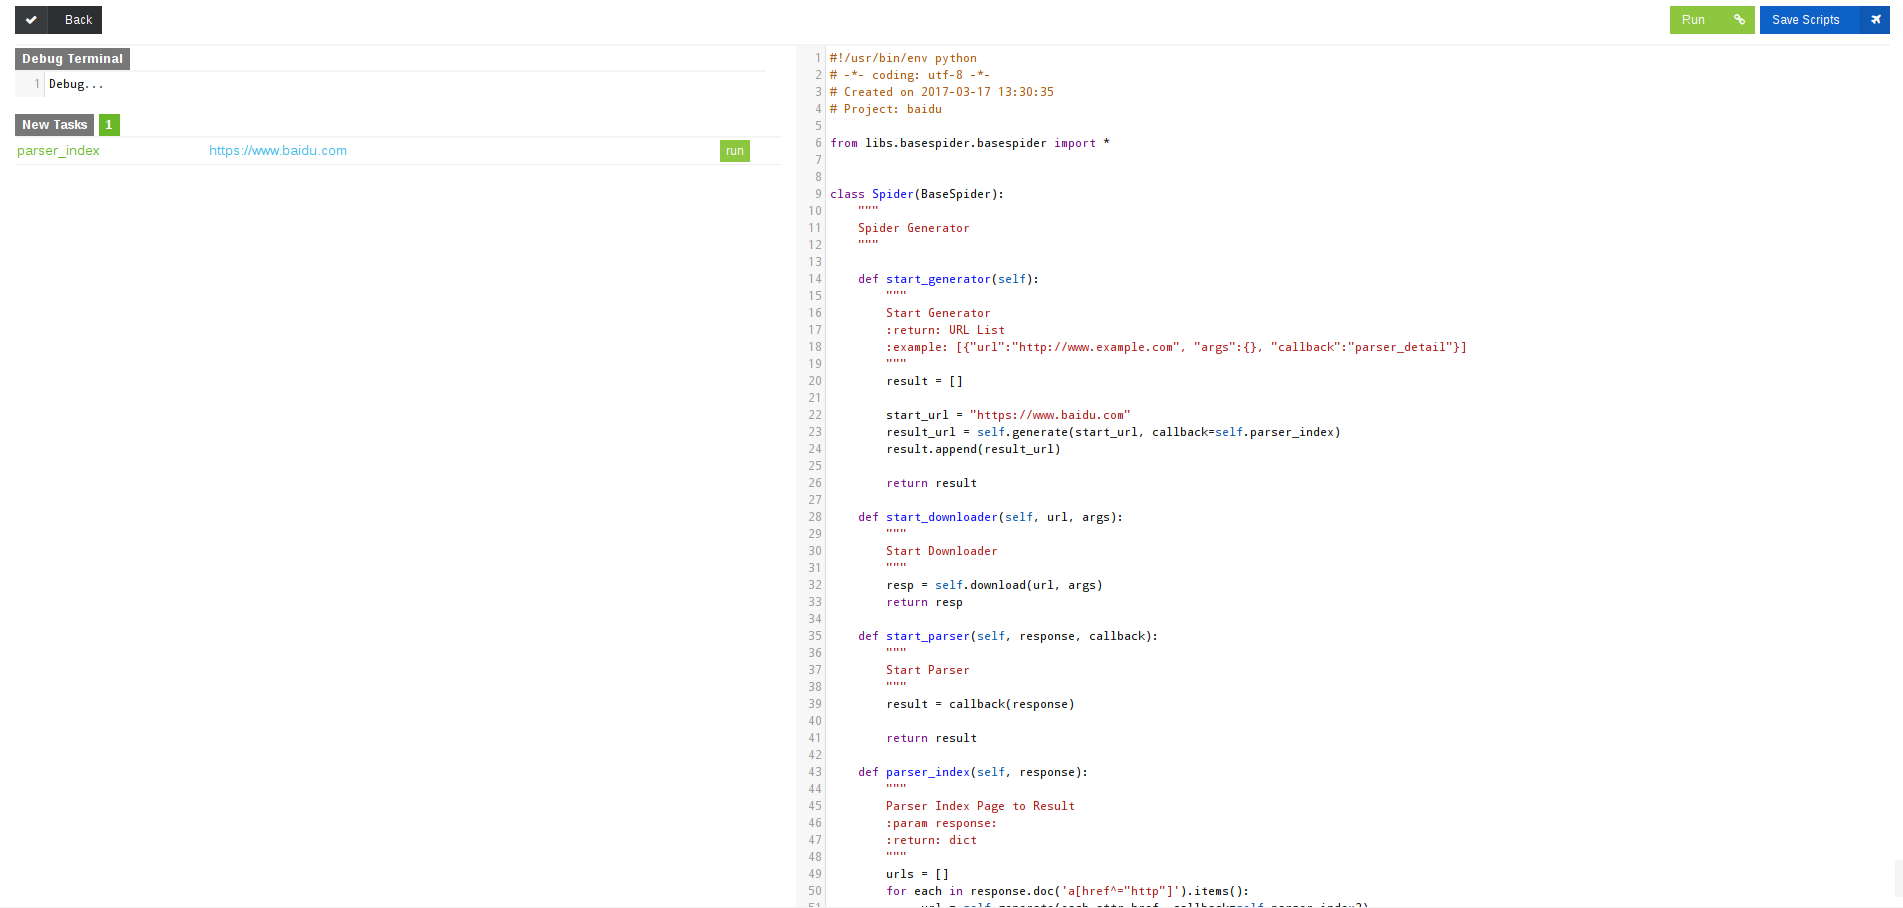 Back
Run
Save Scripts
Debug Terminal
1 Debug...
New Tasks 1
parser_index https://www.baidu.com run
1 #!/usr/bin/env python
2 # -*- coding: utf-8 -*-
3 # Created on 2017-03-17 13:30:35
4 # Project: baidu
5
6 from libs.basespider.basespider import *
7
8
9 class Spider(BaseSpider):
10     """
11     Spider Generator
12     """
13
14     def start_generator(self):
15         """
16         Start Generator
17         :return: URL List
18         :example: [{"url":"http://www.example.com", "args":{}, "callback":"parser_detail"}]
19         """
20         result = []
21
22         start_url = "https://www.baidu.com"
23         result_url = self.generate(start_url, callback=self.parser_index)
24         result.append(result_url)
25
26         return result
27
28     def start_downloader(self, url, args):
29         """
30         Start Downloader
31         """
32         resp = self.download(url, args)
33         return resp
34
35     def start_parser(self, response, callback):
36         """
37         Start Parser
38         """
39         result = callback(response)
40
41         return result
42
43     def parser_index(self, response):
44         """
45         Parser Index Page to Result
46         :param response:
47         :return: dict
48         """
49         urls = []
50         for each in response.doc('a[href^="http"]').items():
51             url = self.generate(each.attr.href, callback=self.parser_index2)